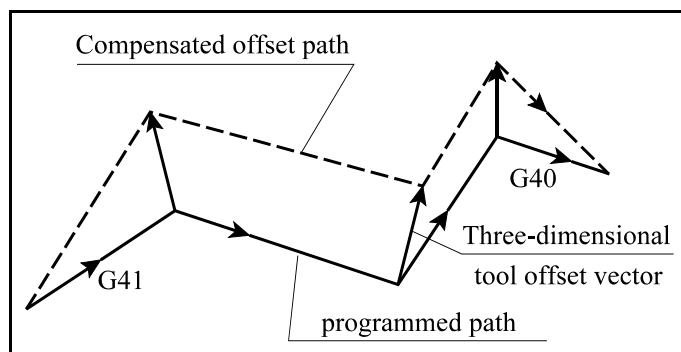 Compensated offset path
G40
G41
Three-dimensional
tool offset vector
programmed path